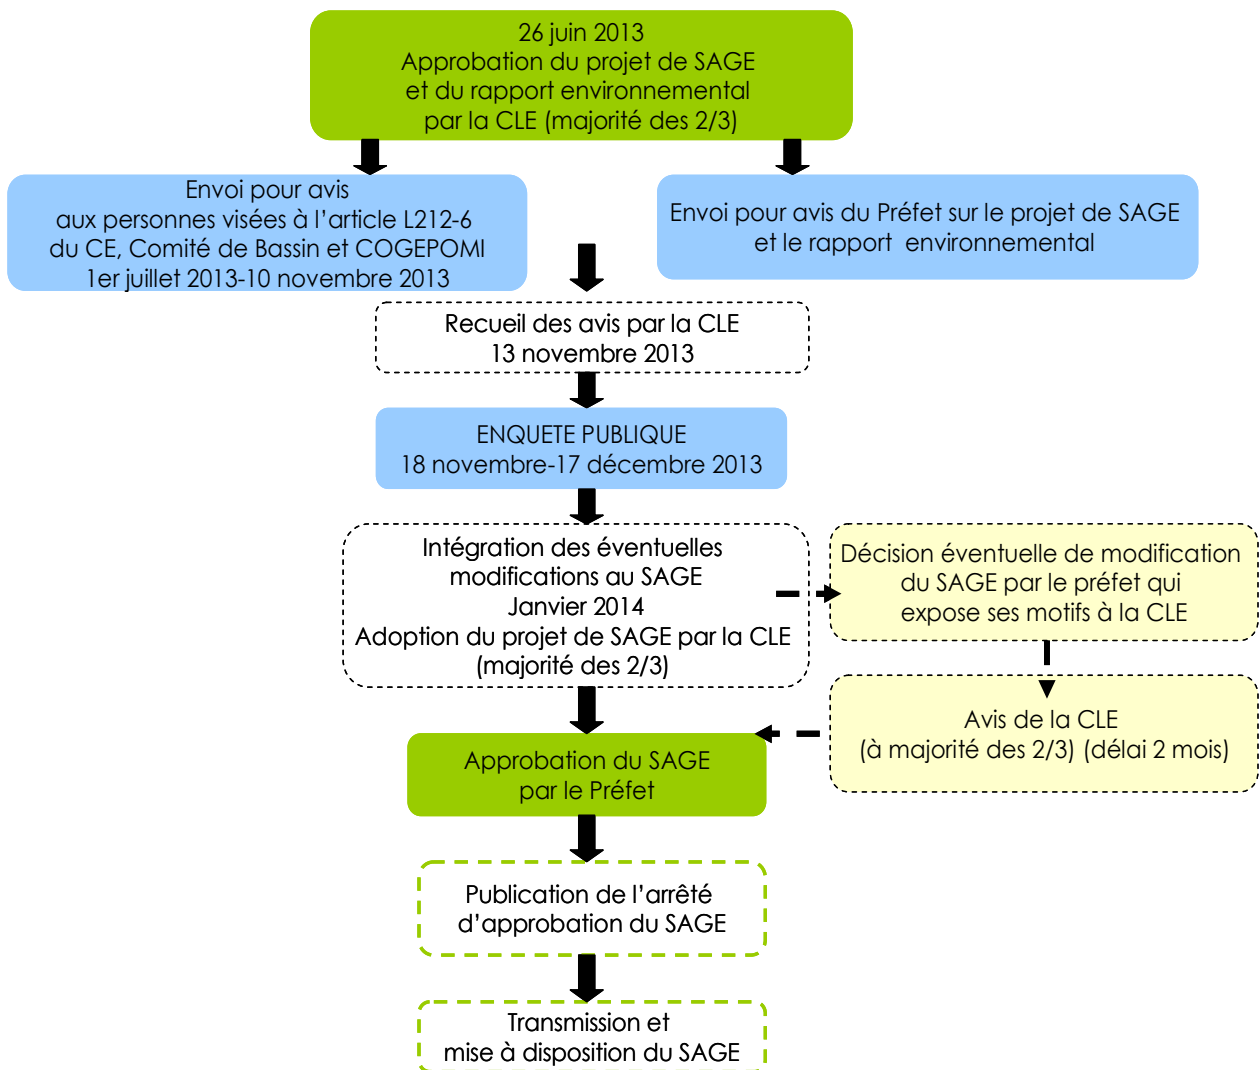 26 juin 2013
Approbation du projet de SAGE
et du rapport environnemental
par la CLE (majorité des 2/3)
Envoi pour avis
aux personnes visées à l’article L212-6
du CE, Comité de Bassin et COGEPOMI
1er juillet 2013-10 novembre 2013
Envoi pour avis du Préfet sur le projet de SAGE
et le rapport environnemental
Recueil des avis par la CLE
13 novembre 2013
ENQUETE PUBLIQUE
18 novembre-17 décembre 2013
Intégration des éventuelles
modifications au SAGE
Janvier 2014
Adoption du projet de SAGE par la CLE
(majorité des 2/3)
Décision éventuelle de modification
du SAGE par le préfet qui
expose ses motifs à la CLE
Avis de la CLE
(à majorité des 2/3) (délai 2 mois)
Approbation du SAGE
par le Préfet
Publication de l’arrêté
d’approbation du SAGE
Transmission et
mise à disposition du SAGE